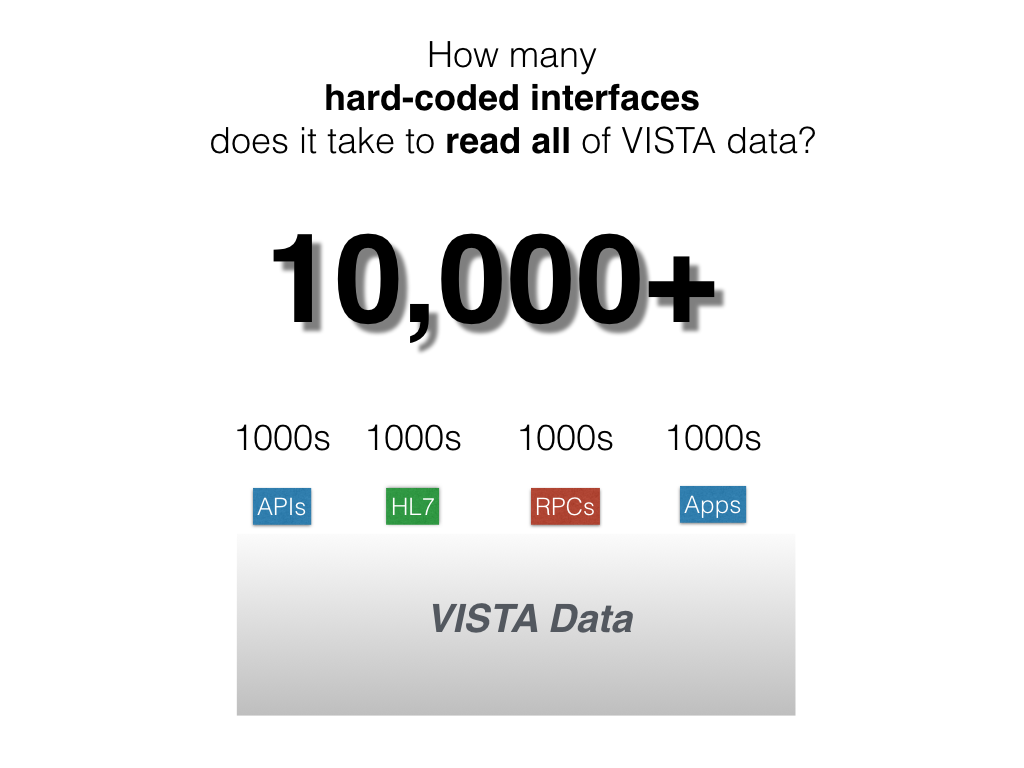 How many
hard-coded interfaces
does it take to read all of VISTA data?
10,000+
1000s 1000s 1000s 1000s
APIs HL7 RPCs Apps
VISTA Data